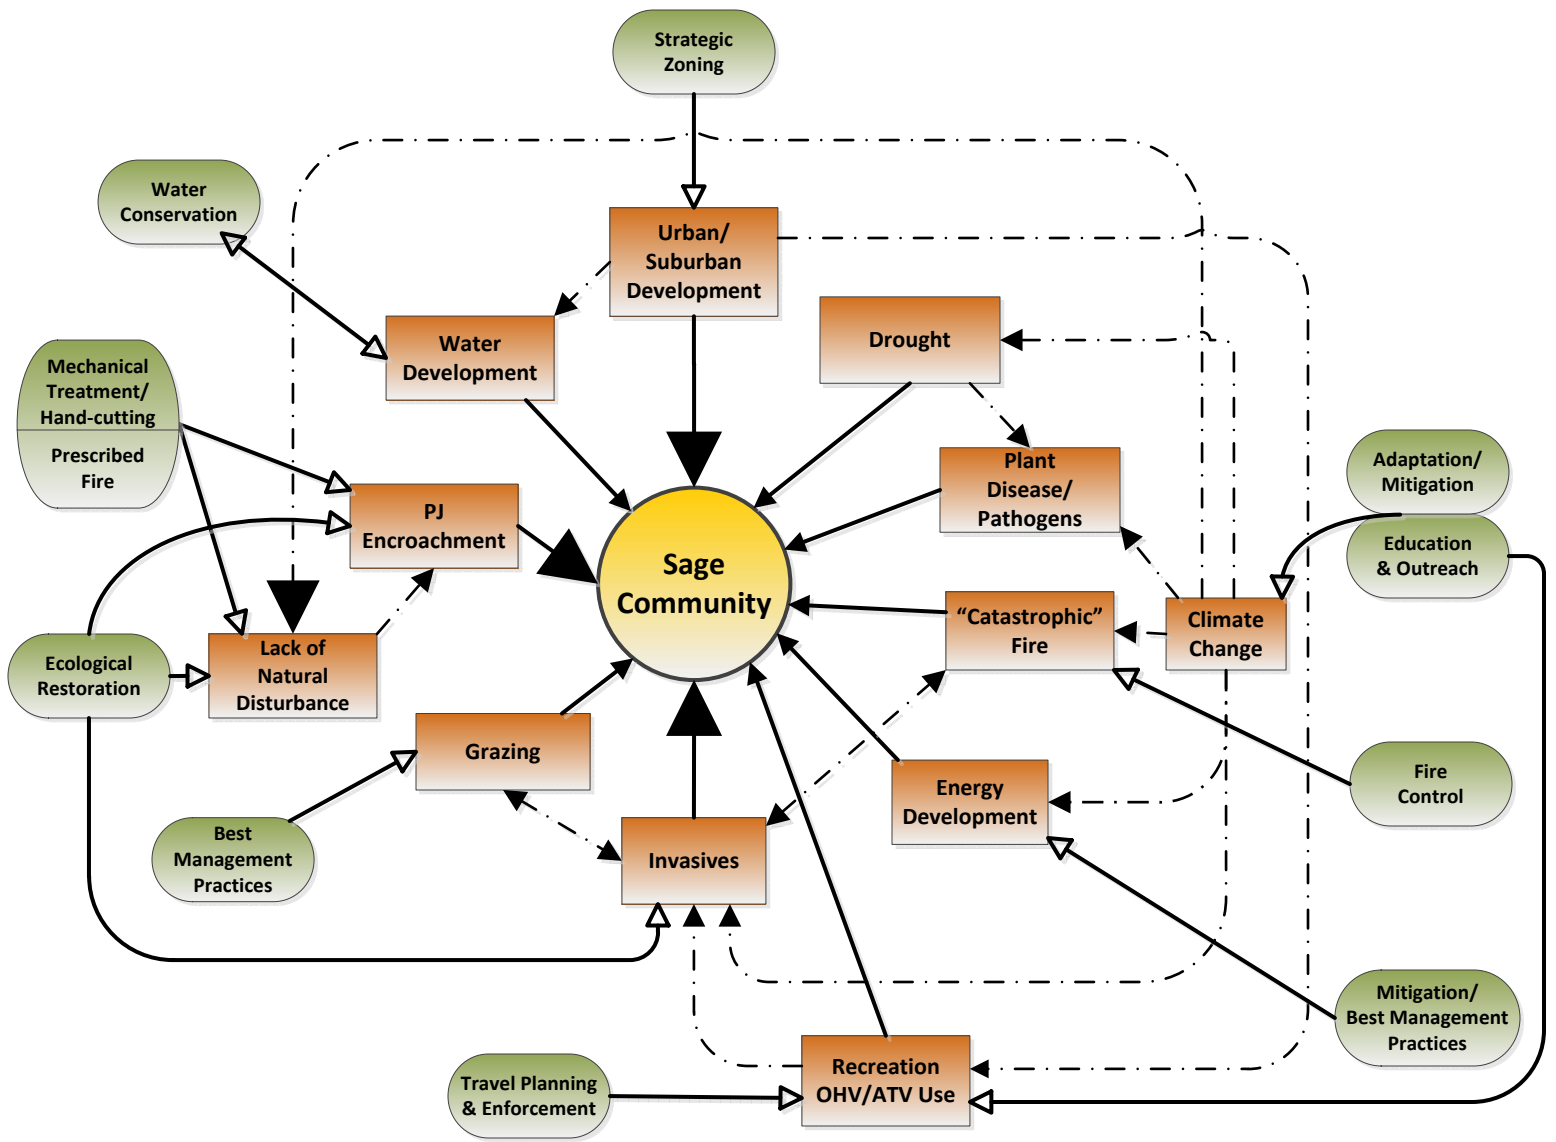 Strategic
Zoning
Water
Conservation
Urban/
Suburban
Development
Water
Development
Drought
Mechanical
Treatment/
Hand-cutting
Prescribed
Fire
Plant
Disease/
Pathogens
Adaptation/
Mitigation
Education
& Outreach
PJ
Encroachment
Sage
Community
"Catastrophic"
Fire
Climate
Change
Lack of
Natural
Disturbance
Ecological
Restoration
Grazing
Energy
Development
Fire
Control
Best
Management
Practices
Invasives
Mitigation/
Best Management
Practices
Recreation
OHV/ATV Use
Travel Planning
& Enforcement